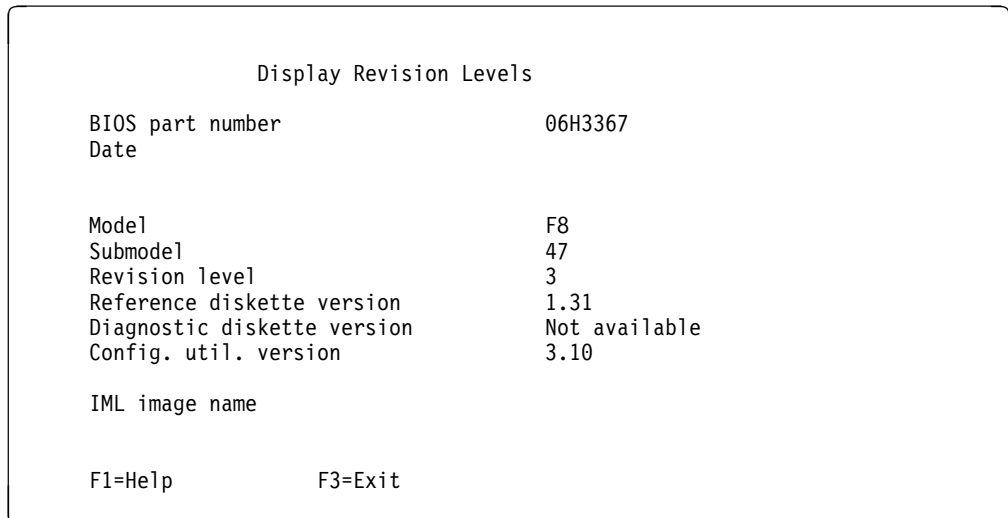 Display Revision Levels
BIOS part number 06H3367
Date
Model F8
Submodel 47
Revision level 3
Reference diskette version 1.31
Diagnostic diskette version Not available
Config. util. version 3.10
IML image name
F1=Help F3=Exit